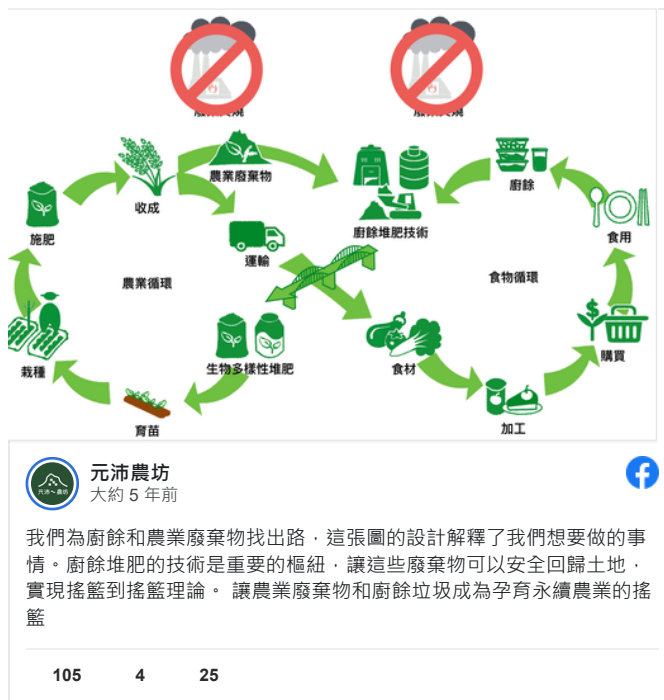 農業廢棄物
收成
廚餘
施肥
廚餘堆肥技術
食用
運輸
農業循環
食物循環
購買
栽種
生物多樣性堆肥
食材
育苗
加工
元沛農坊
元沛～農坊
大約 5 年前
我們為廚餘和農業廢棄物找出路，這張圖的設計解釋了我們想要做的事
情。廚餘堆肥的技術是重要的樞紐，讓這些廢棄物可以安全回歸土地，
實現搖籃到搖籃理論。 讓農業廢棄物和廚餘垃圾成為孕育永續農業的搖
籃
105 4 25